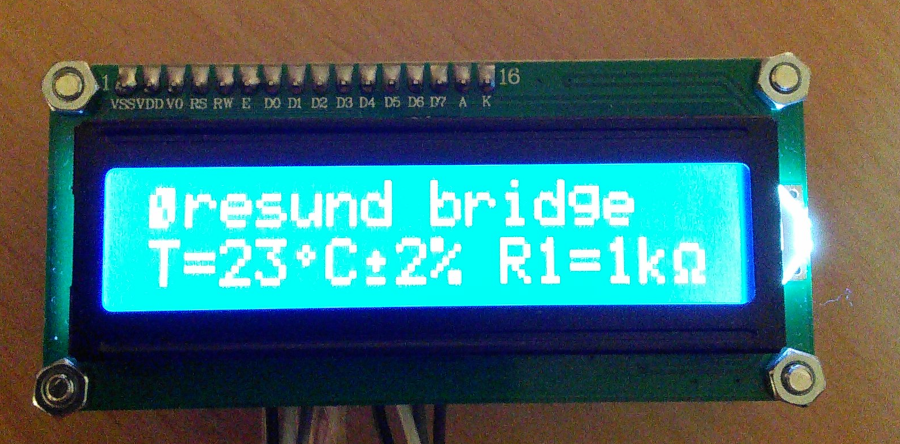 1 16
VSS VDD V0 RS RW E D0 D1 D2 D3 D4 D5 D6 D7 A K
Øresund bridge
T=23°C±2% R1=1kΩ